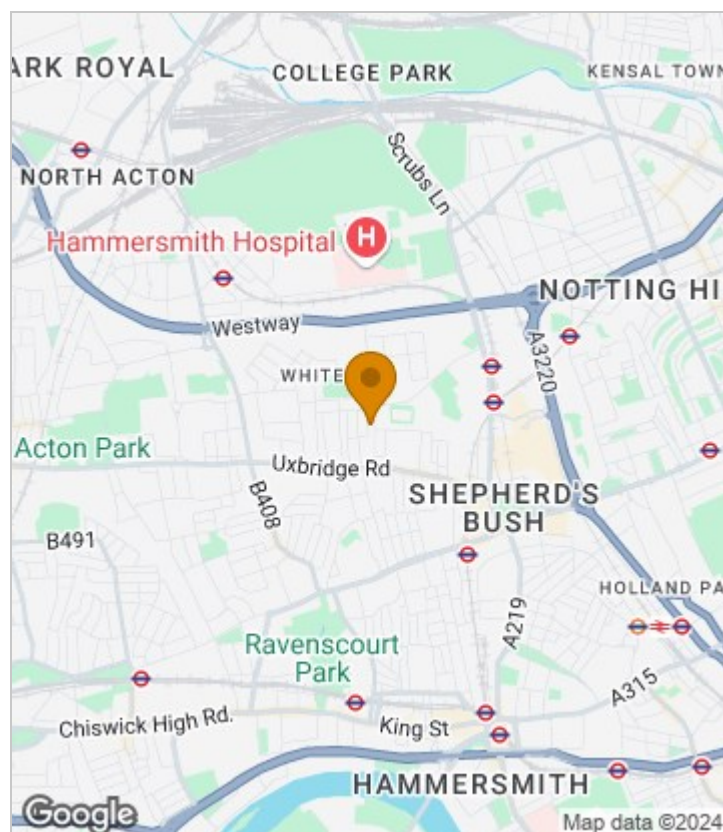 ARK ROYAL
COLLEGE PARK
KENSAL TOWN
NORTH ACTON
Scrubs Ln
Hammersmith Hospital
H
NOTTING HI
Westway
A3220
WHITE
Acton Park
Uxbridge Rd
SHEPHERD'S
BUSH
B408
B491
HOLLAND PA
A219
Ravenscourt
Park
A315
Chiswick High Rd.
King St
HAMMERSMITH
Google
Map data ©2024